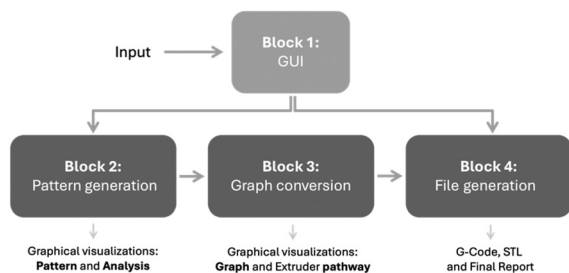 Input
Block 1:
GUI
Block 2:
Pattern generation
Block 3:
Graph conversion
Block 4:
File generation
Graphical visualizations:
Pattern and Analysis
Graphical visualizations:
Graph and Extruder pathway
G-Code, STL
and Final Report